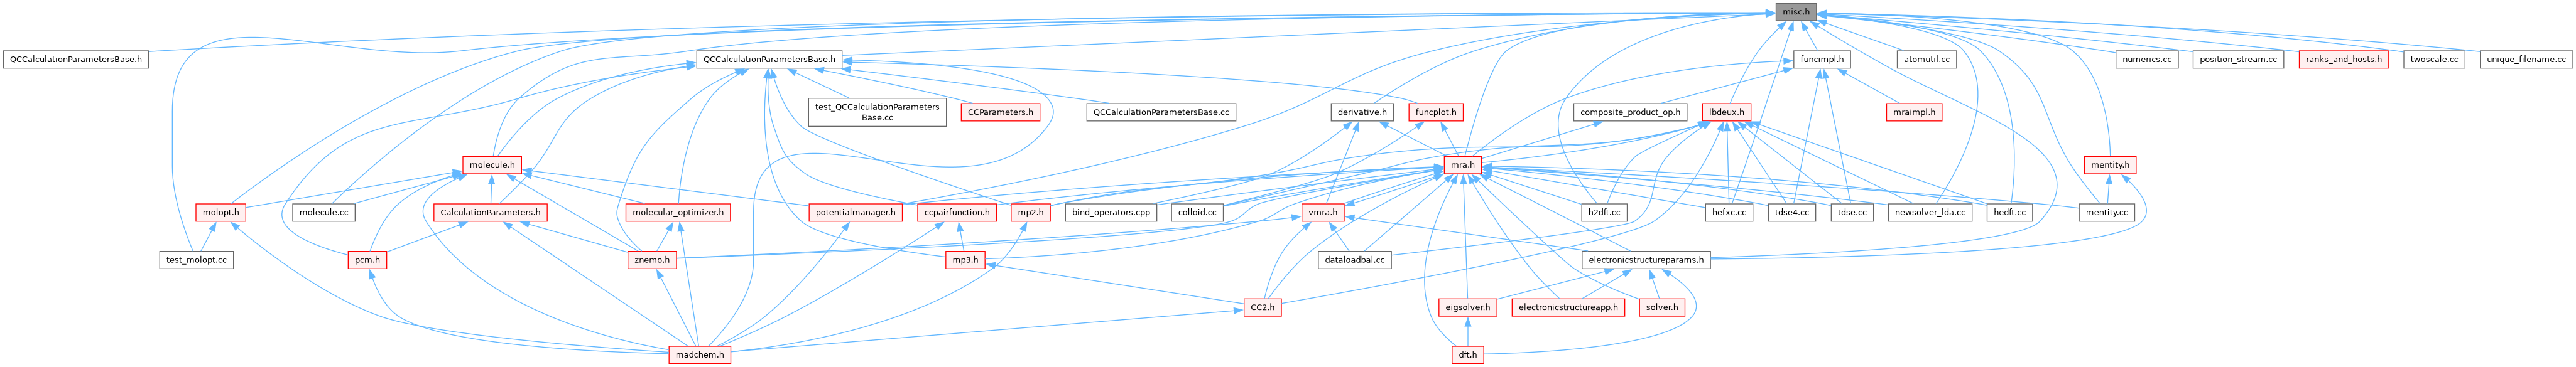 misc.h
QCCalculationParametersBase.h
QCCalculationParametersBase.h
funcimpl.h
atomutil.cc
numerics.cc
position_stream.cc
ranks_and_hosts.h
twoscale.cc
unique_filename.cc
test_QCCalculationParameters
Base.cc
CCParameters.h
QCCalculationParametersBase.cc
derivative.h
funcplot.h
composite_product_op.h
lbdeux.h
mraimpl.h
molecule.h
mra.h
mentity.h
molopt.h
molecule.cc
CalculationParameters.h
molecular_optimizer.h
potentialmanager.h
ccpairfunction.h
mp2.h
bind_operators.cpp
colloid.cc
vmra.h
h2dft.cc
hefxc.cc
tdse4.cc
tdse.cc
newsolver_lda.cc
hedft.cc
mentity.cc
test_molopt.cc
pcm.h
znemo.h
mp3.h
dataloadbal.cc
electronicstructureparams.h
CC2.h
eigsolver.h
electronicstructureapp.h
solver.h
madchem.h
dft.h